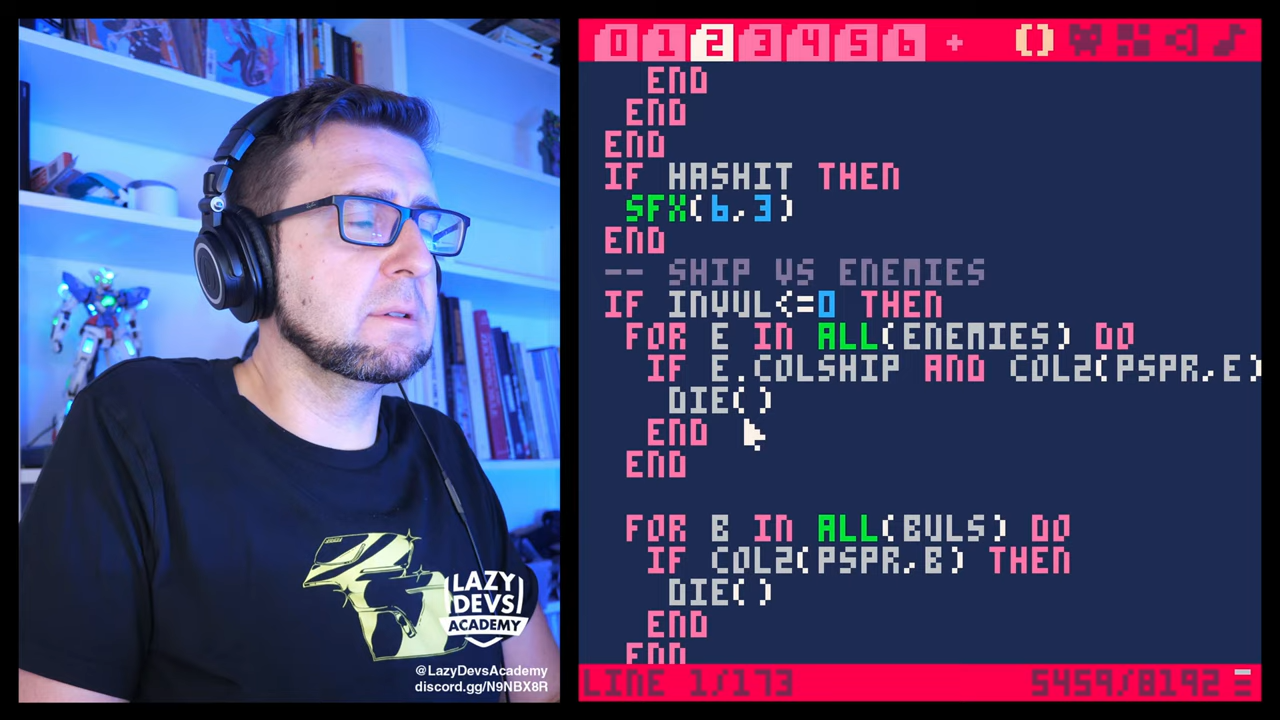 0 1 2 3 4 5 6 + ()
END
END
END
IF HASHIT THEN
SFX(6,3)
END
-- SHIP VS ENEMIES
IF INVUL<=0 THEN
FOR E IN ALL(ENEMIES) DO
IF E.COLSHIP AND COL2(PSPR,E)
DIE()
END
END
FOR B IN ALL(BULS) DO
IF COL2(PSPR,B) THEN
DIE()
END
END
LINE 1/173 5459/8192
LAZY
DEVS
ACADEMY
@LazyDevsAcademy
discord.gg/N9NBX8R